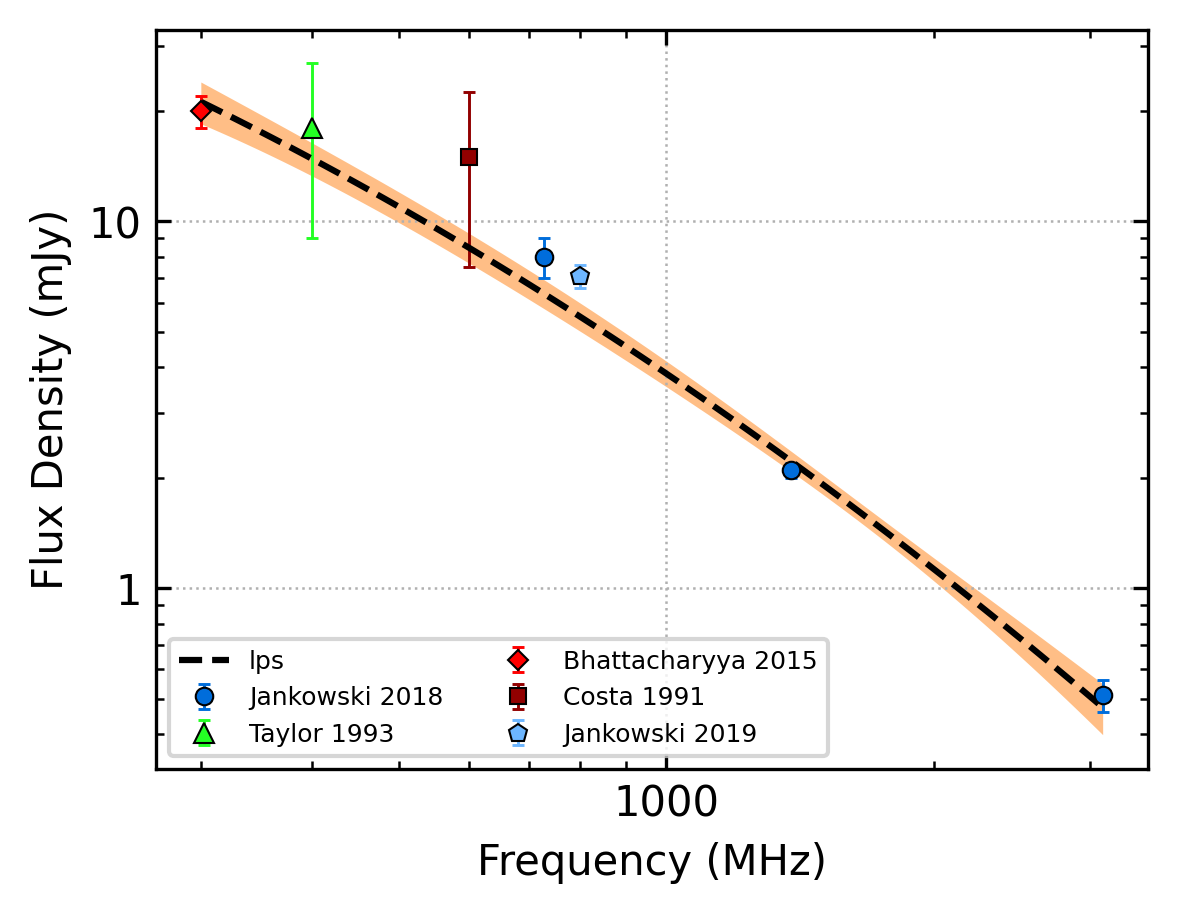 Flux Density (mJy)
10
1
lps
Jankowski 2018
Taylor 1993
Bhattacharyya 2015
Costa 1991
Jankowski 2019
1000
Frequency (MHz)